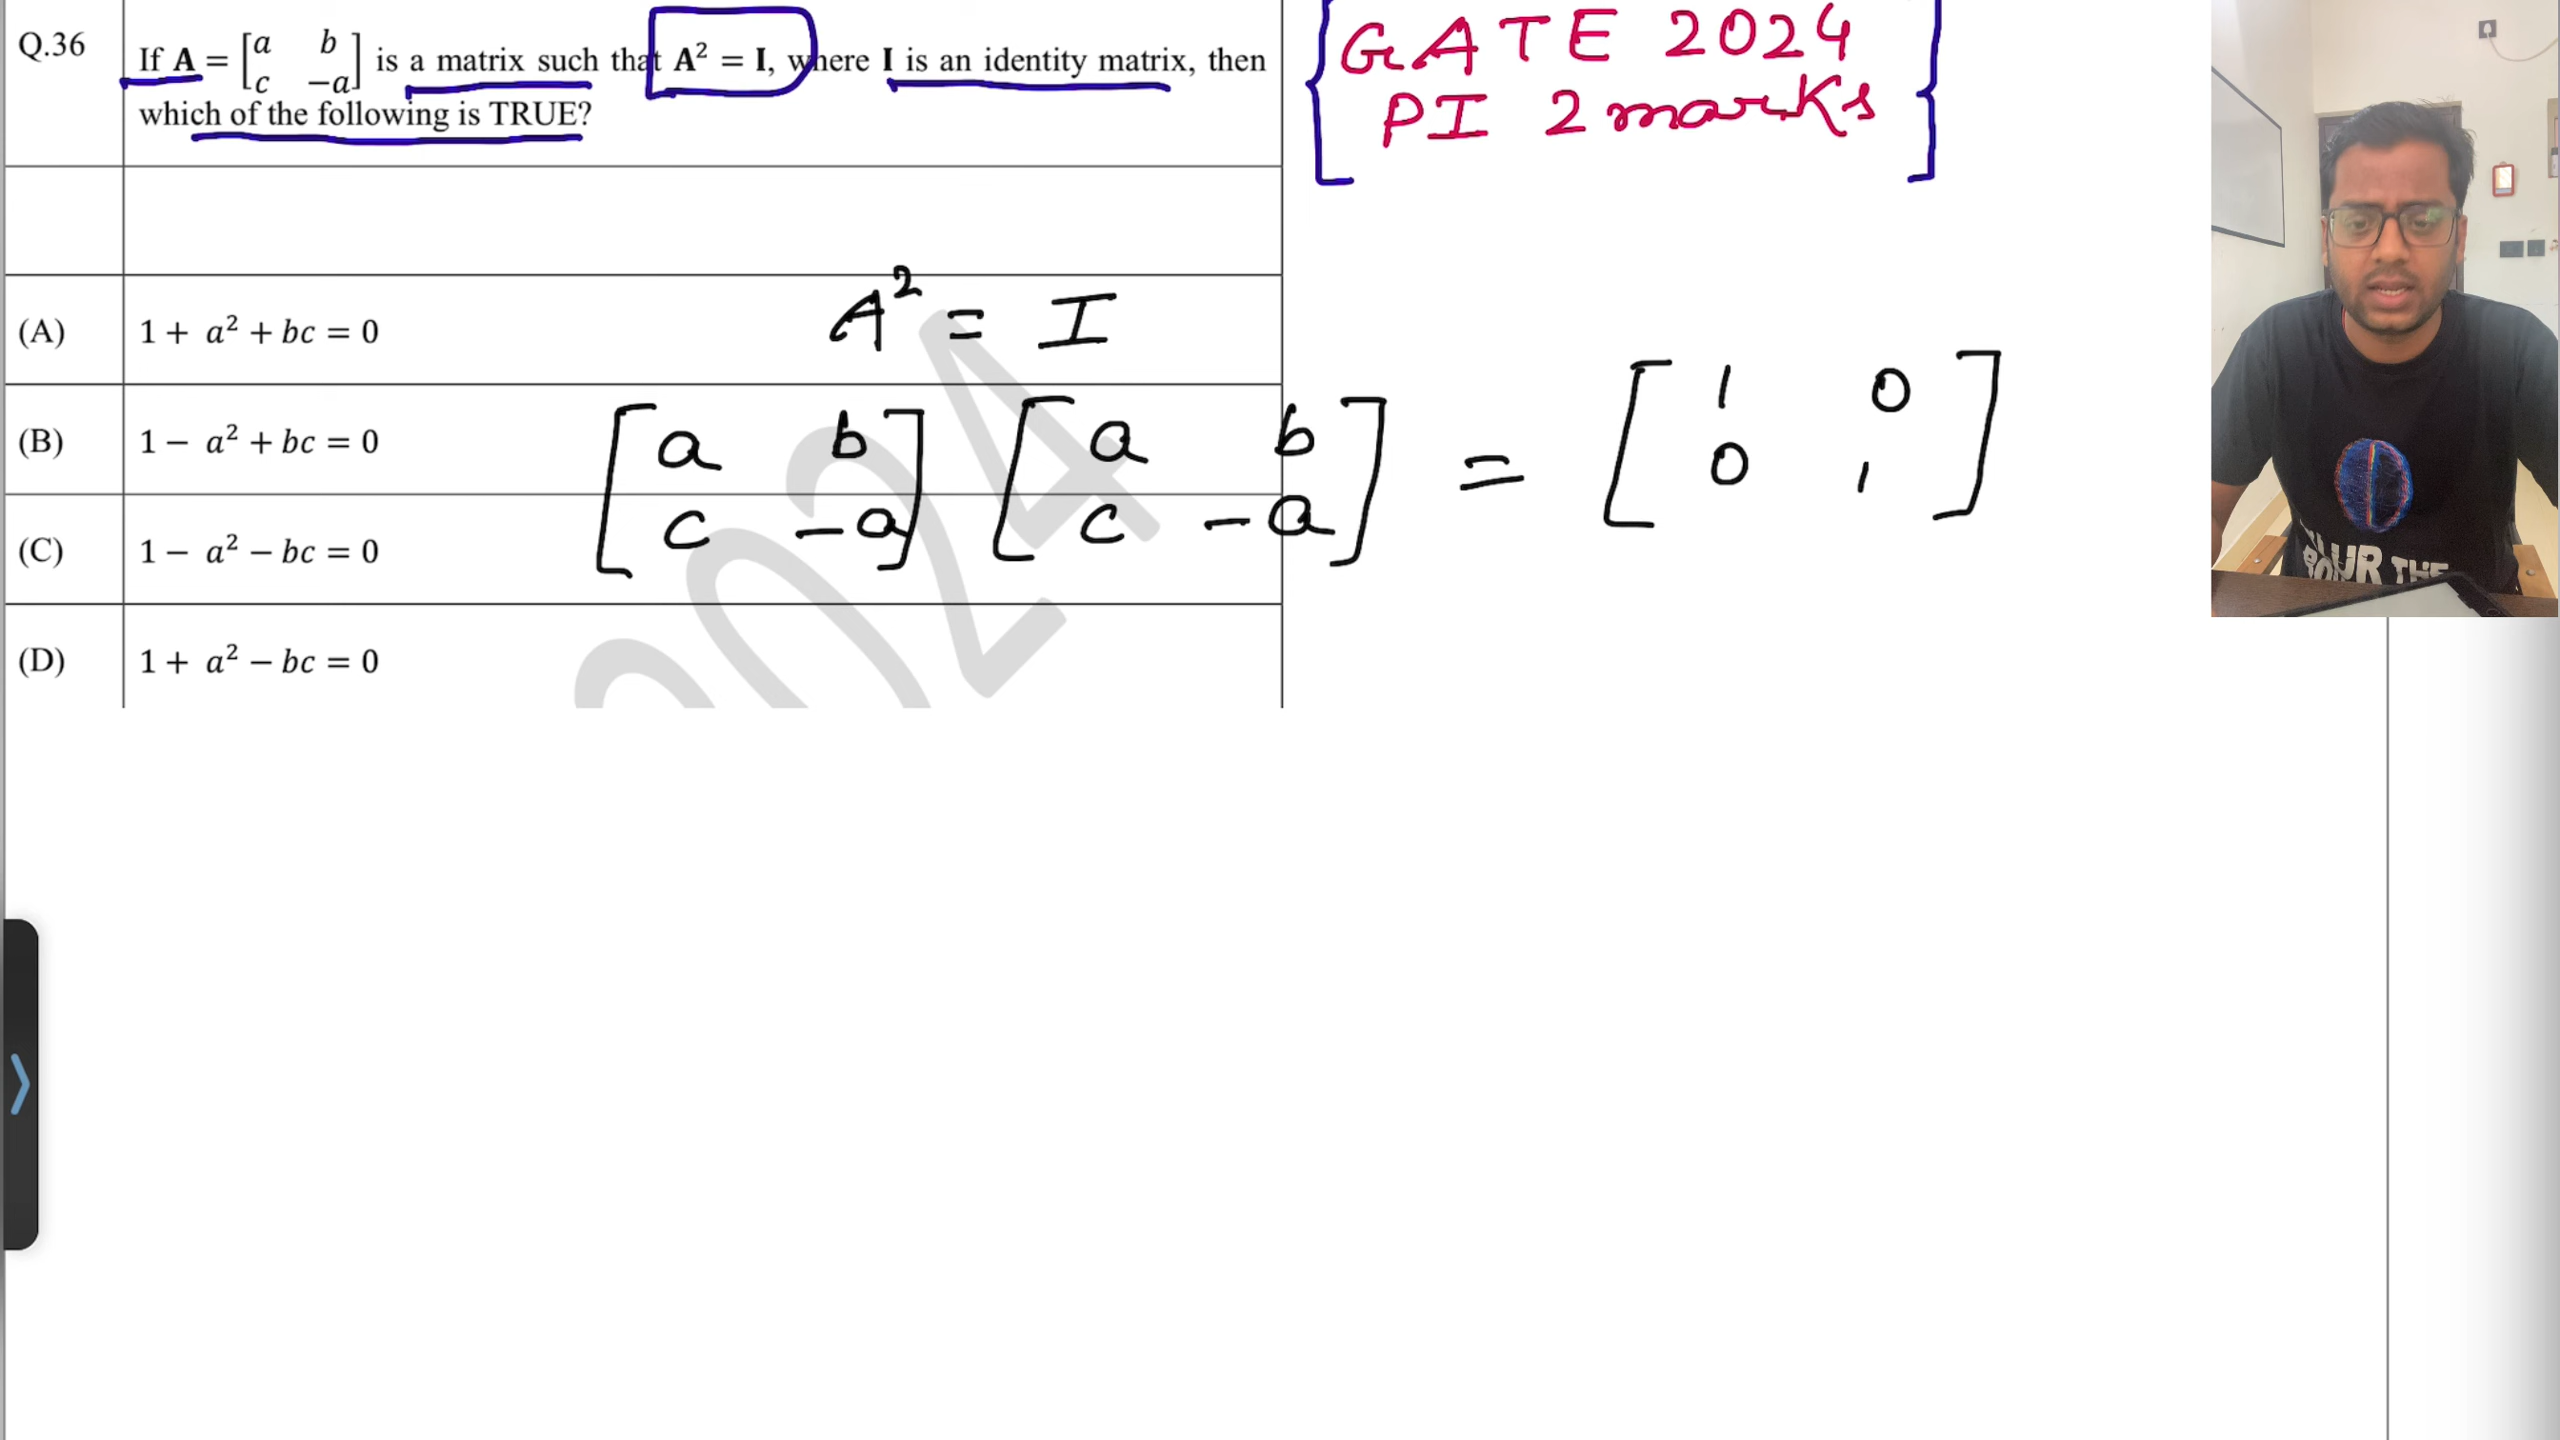 Q.36 If A = [a b; c −a] is a matrix such that A² = I, where I is an identity matrix, then
which of the following is TRUE?
GATE 2024
PI 2 marks
(A) 1 + a² + bc = 0
(B) 1 − a² + bc = 0
(C) 1 − a² − bc = 0
(D) 1 + a² − bc = 0
A² = I
[a b] [a b] = [1 0]
[c −a] [c −a] [0 1]
2024
THE